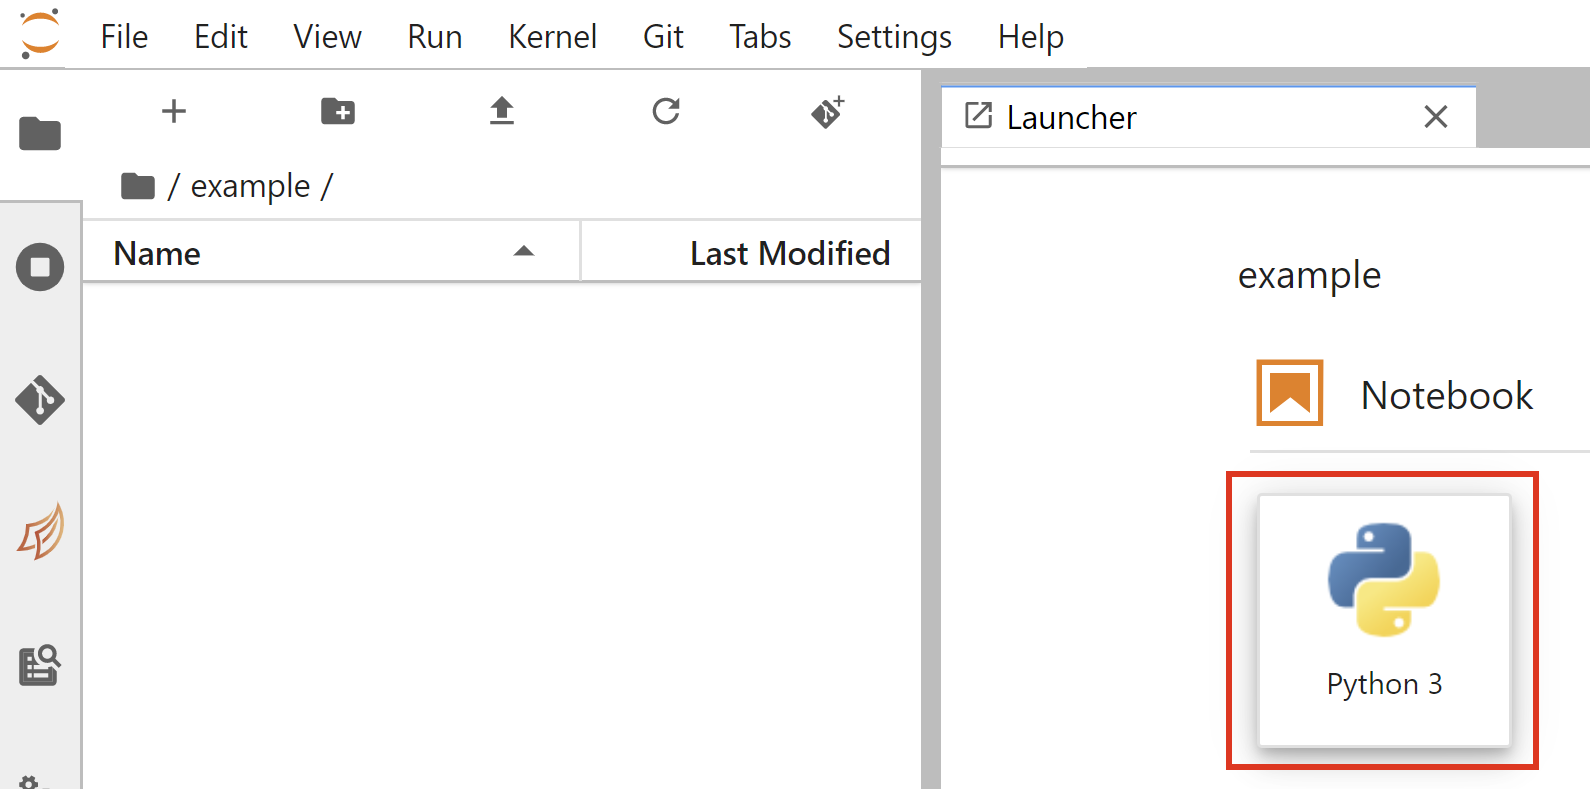 File Edit View Run Kernel Git Tabs Settings Help
Launcher
/ example /
Name Last Modified
example
Notebook
Python 3